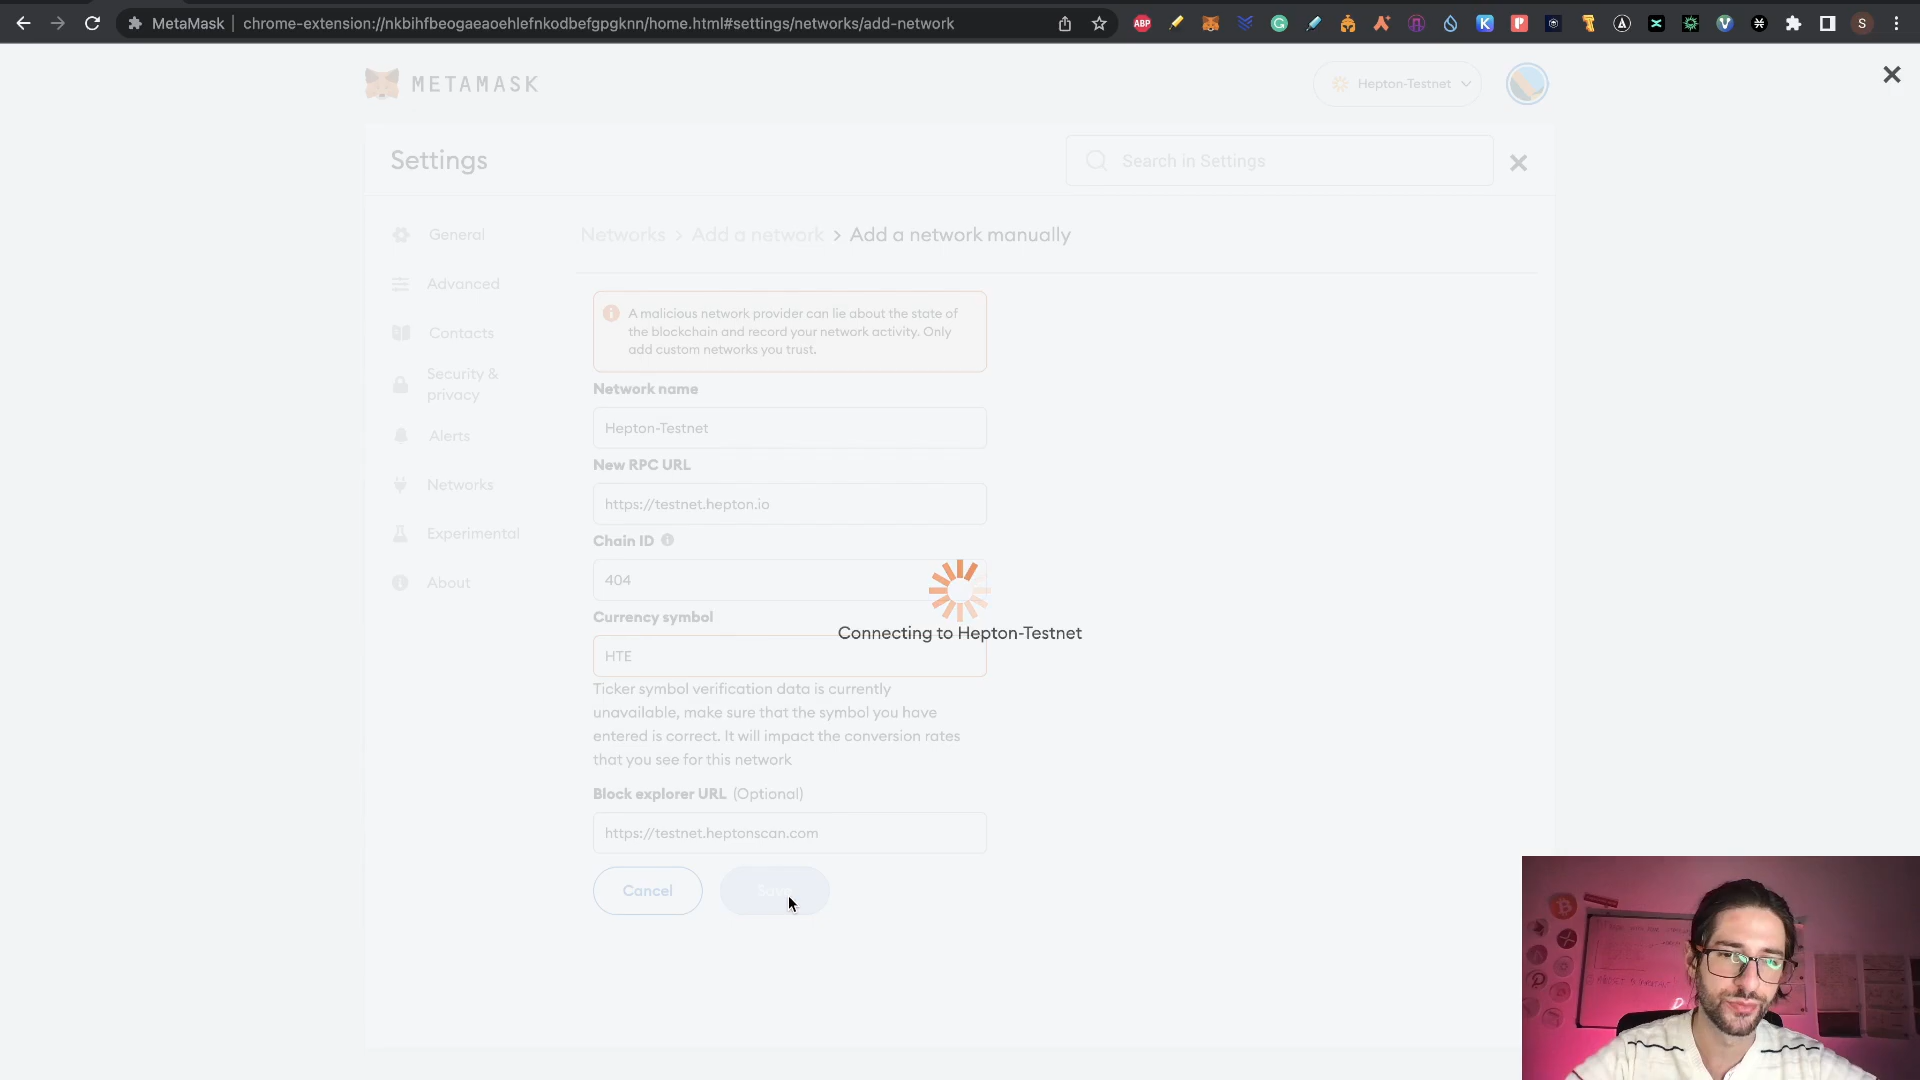 MetaMask
chrome-extension://nkbihfbeogaeaoehlefnkodbefgpgknn/home.html#settings/networks/add-network
ABP
S
METAMASK
Hepton-Testnet
Settings
Search in Settings
General
Advanced
Contacts
Security &
privacy
Alerts
Networks
Experimental
About
Networks > Add a network > Add a network manually
A malicious network provider can lie about the state of
the blockchain and record your network activity. Only
add custom networks you trust.
Network name
Hepton-Testnet
New RPC URL
https://testnet.hepton.io
Chain ID
404
Connecting to Hepton-Testnet
Currency symbol
HTE
Ticker symbol verification data is currently
unavailable, make sure that the symbol you have
entered is correct. It will impact the conversion rates
that you see for this network
Block explorer URL (Optional)
https://testnet.heptonscan.com
Cancel
Save